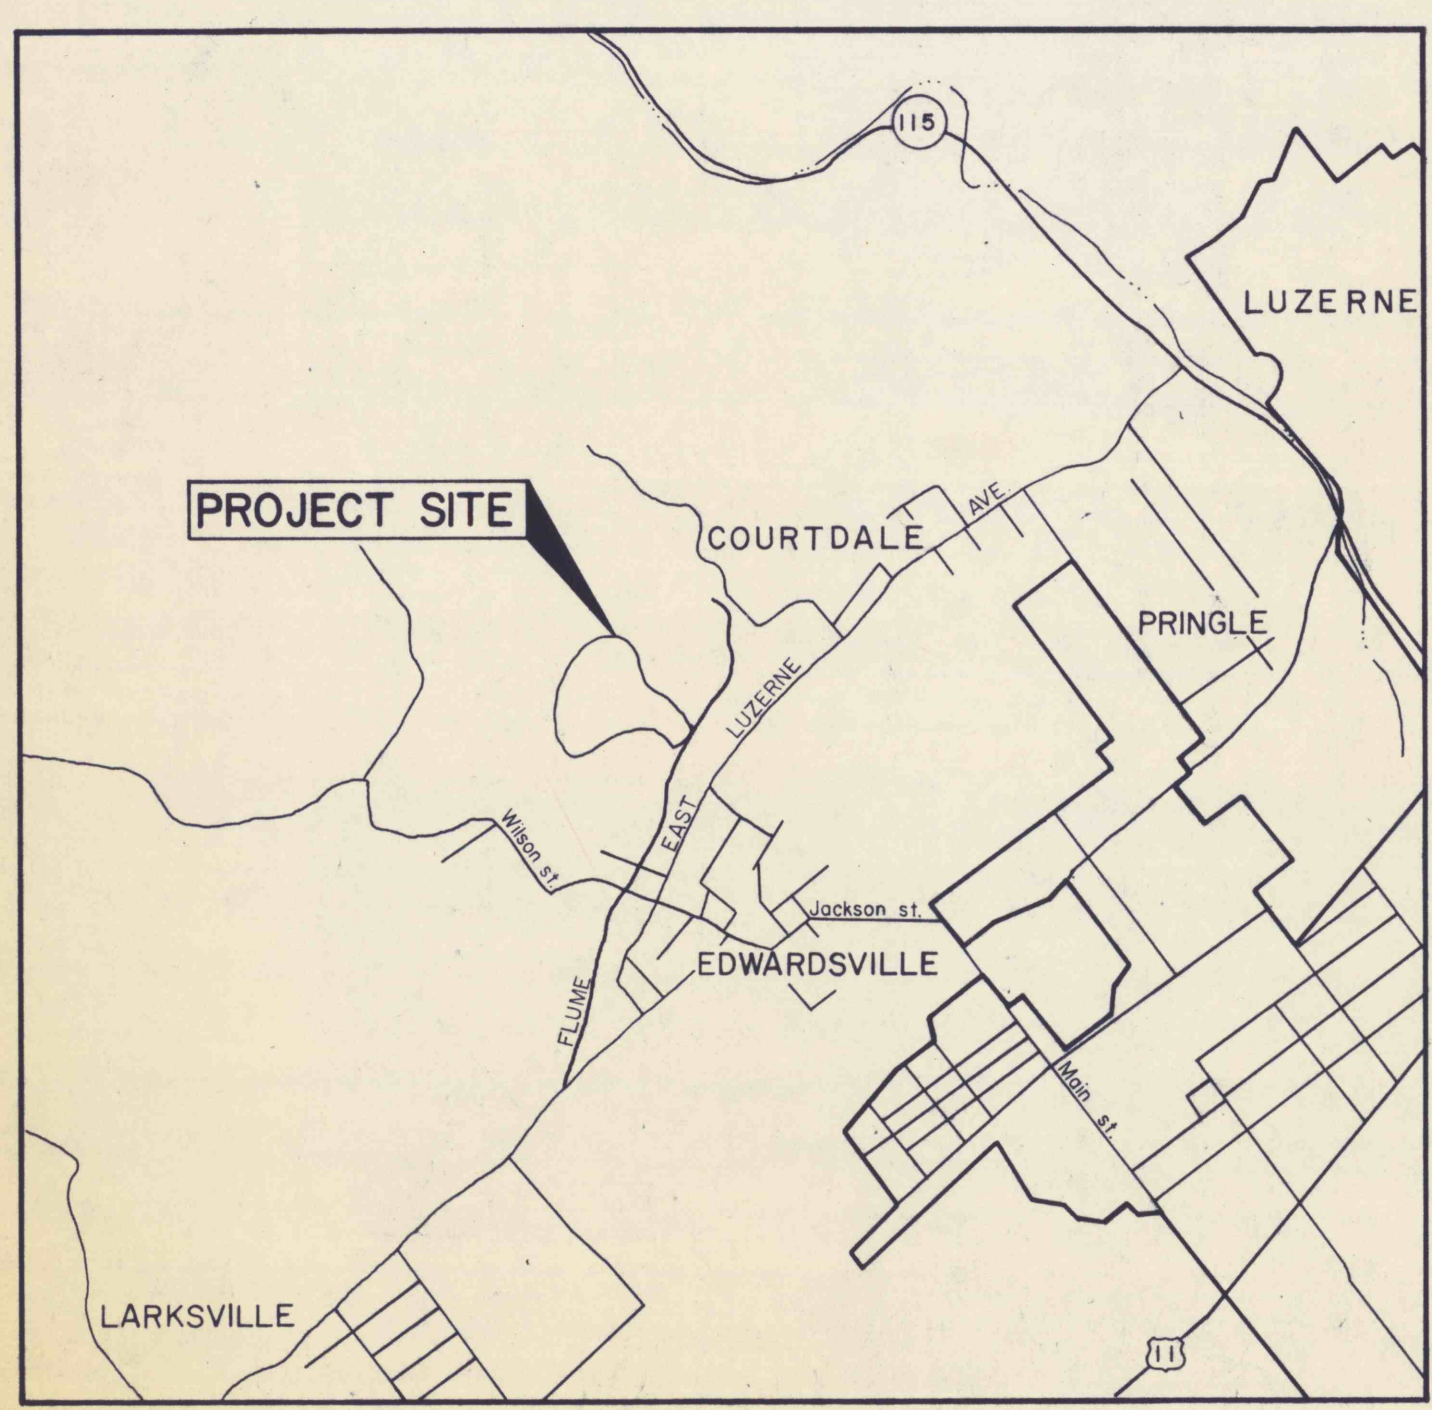 115
LUZERNE
PROJECT SITE
COURTDALE
AVE.
PRINGLE
LUZERNE
EAST
Wilson st.
Jackson st.
EDWARDSVILLE
FLUME
Main st.
LARKSVILLE
11